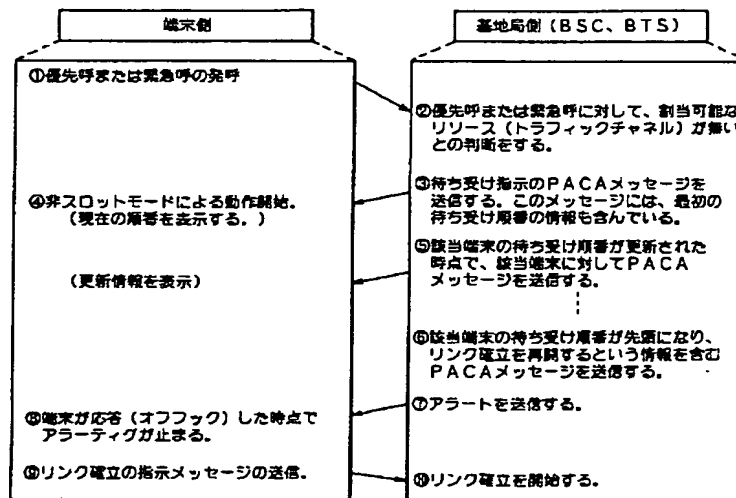 端末側
基地局側(BSC、BTS)
①優先呼または緊急呼の発呼
②優先呼または緊急呼に対して、割当可能な
リソース(トラフィックチャネル)が無い
との判断をする。
③待ち受け指示のPACAメッセージを
送信する。このメッセージには、最初の
待ち受け順番の情報も含んでいる。
④非スロットモードによる動作開始。
(現在の順番を表示する。)
⑤該当端末の待ち受け順番が更新された
時点で、該当端末に対してPACA
メッセージを送信する。
(更新情報を表示)
⑥該当端末の待ち受け順番が先頭になり、
リンク確立を再開するという情報を含む
PACAメッセージを送信する。
⑦アラートを送信する。
⑧端末が応答(オフフック)した時点で
アラーティグが止まる。
⑨リンク確立の指示メッセージの送信。
⑩リンク確立を開始する。